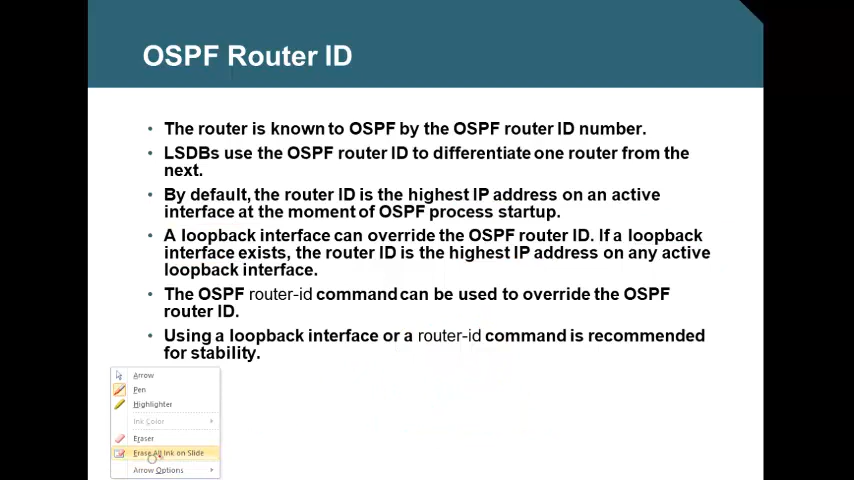 OSPF Router ID
• The router is known to OSPF by the OSPF router ID number.
• LSDBs use the OSPF router ID to differentiate one router from the
next.
• By default, the router ID is the highest IP address on an active
interface at the moment of OSPF process startup.
• A loopback interface can override the OSPF router ID. If a loopback
interface exists, the router ID is the highest IP address on any active
loopback interface.
• The OSPF router-id command can be used to override the OSPF
router ID.
• Using a loopback interface or a router-id command is recommended
for stability.
Arrow
Pen
Highlighter
Ink Color
Eraser
Erase All Ink on Slide
Arrow Options